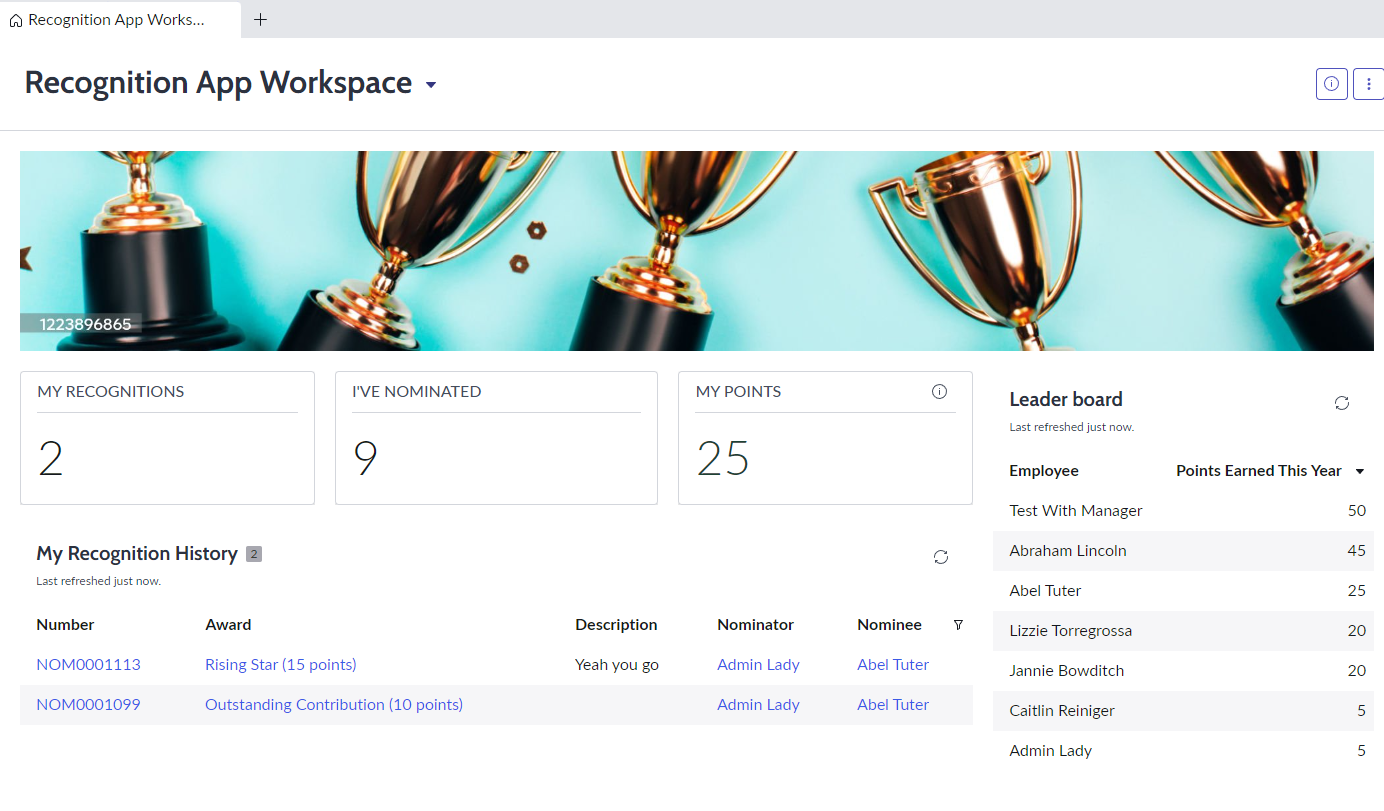 Recognition App Works...
Recognition App Workspace
1223896865
MY RECOGNITIONS
2
I'VE NOMINATED
9
MY POINTS
25
My Recognition History 2
Last refreshed just now.
Number Award Description Nominator Nominee
NOM0001113 Rising Star (15 points) Yeah you go Admin Lady Abel Tuter
NOM0001099 Outstanding Contribution (10 points) Admin Lady Abel Tuter
Leader board
Last refreshed just now.
Employee Points Earned This Year
Test With Manager 50
Abraham Lincoln 45
Abel Tuter 25
Lizzie Torregrossa 20
Jannie Bowditch 20
Caitlin Reiniger 5
Admin Lady 5